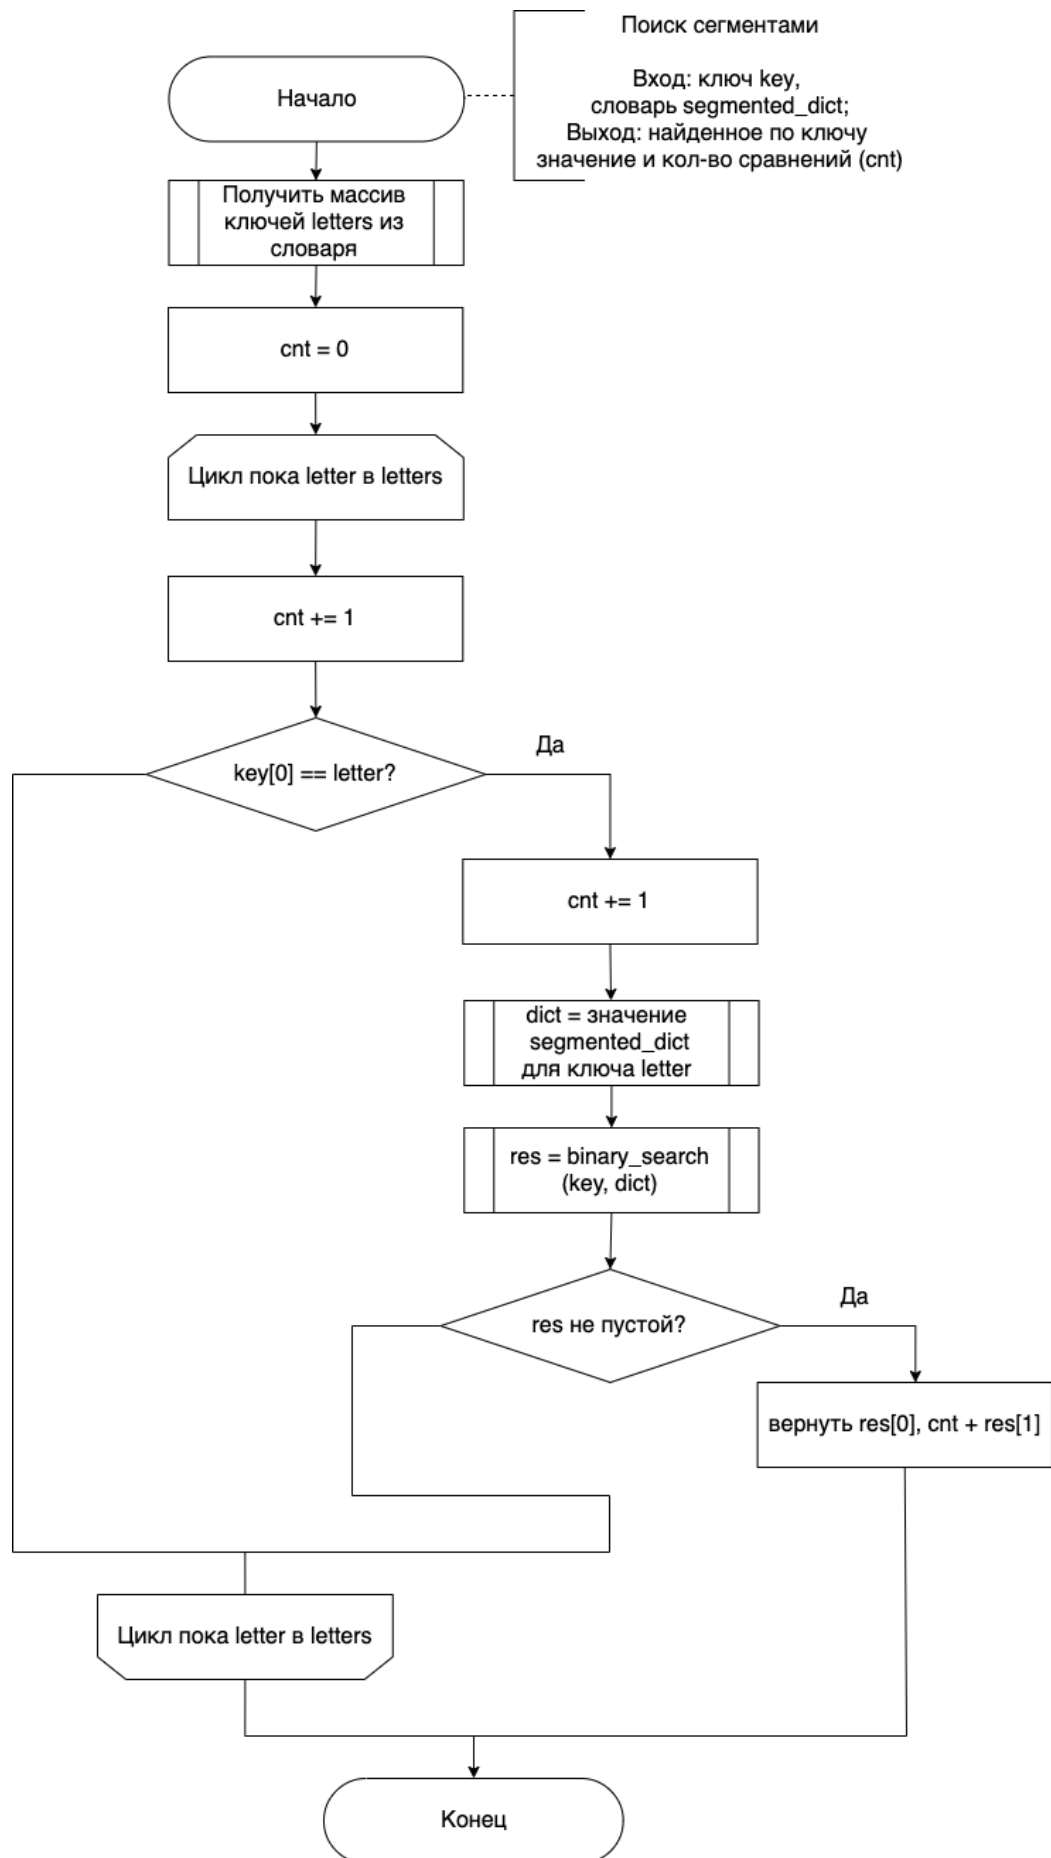 Поиск сегментами
Вход: ключ key,
словарь segmented_dict;
Выход: найденное по ключу
значение и кол-во сравнений (cnt)
Начало
Получить массив
ключей letters из
словаря
cnt = 0
Цикл пока letter в letters
cnt += 1
key[0] == letter?
Да
cnt += 1
dict = значение
segmented_dict
для ключа letter
res = binary_search
(key, dict)
res не пустой?
Да
вернуть res[0], cnt + res[1]
Цикл пока letter в letters
Конец